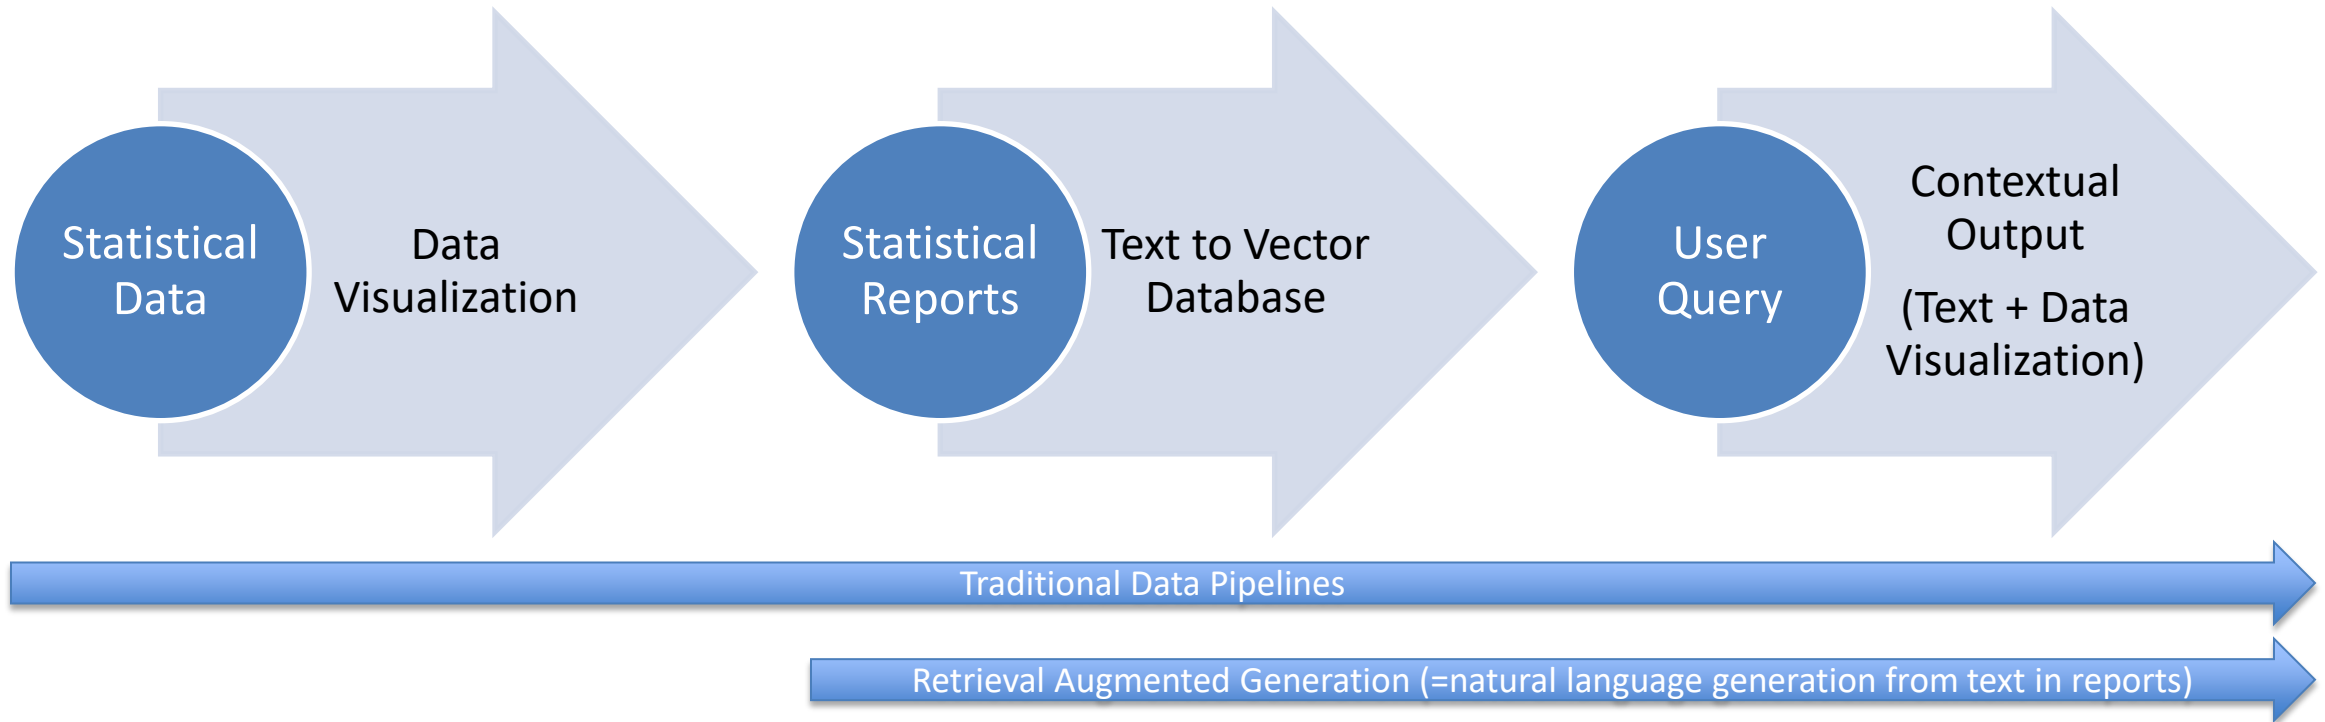 Statistical
Data
Data
Visualization
Statistical
Reports
Text to Vector
Database
User
Query
Contextual
Output
(Text + Data
Visualization)
Traditional Data Pipelines
Retrieval Augmented Generation (=natural language generation from text in reports)